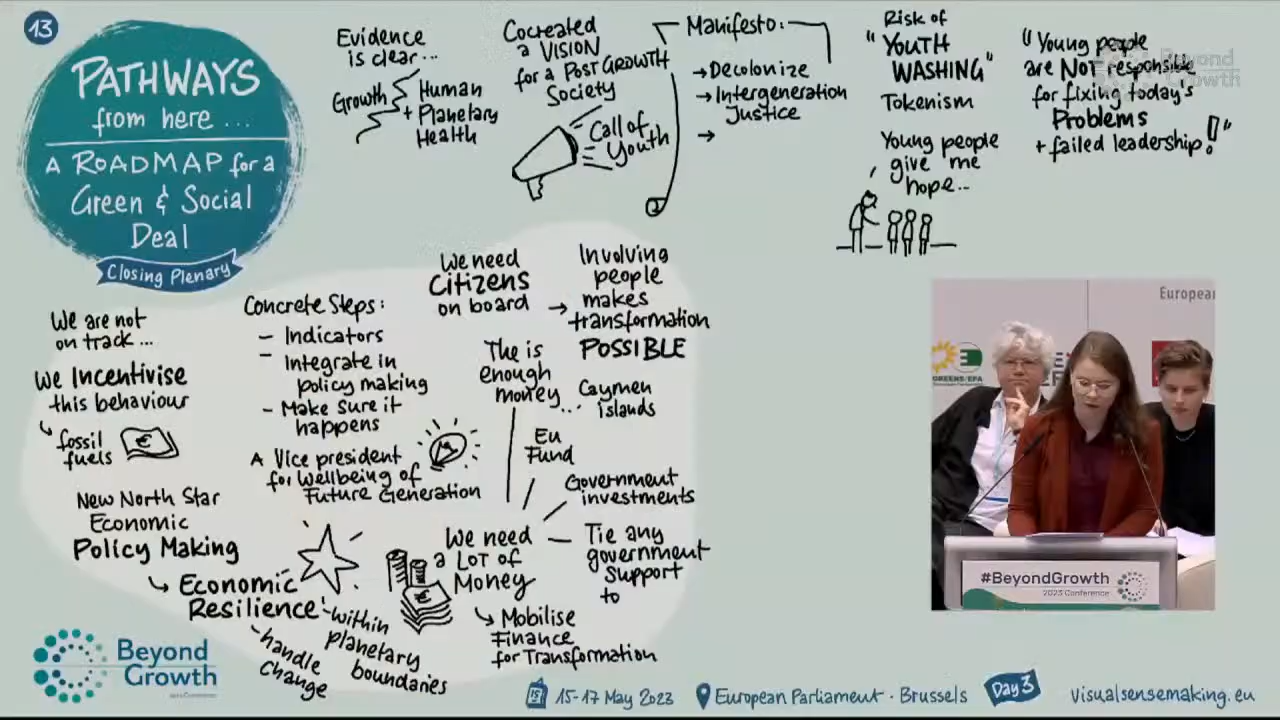 13
PATHWAYS
from here ...
A ROADMAP for a
Green & Social
Deal
Closing Plenary
Evidence
is clear...
Growth
Human
+ Planetary
Health
Cocreated
a VISION
for a POST GROWTH
Society
Call of
Youth
Manifesto:
→ Decolonize
→ Intergeneration
Justice
→
Risk of
"YOUTH
WASHING"
Tokenism
Young people
give me
hope...
"Young people
are NOT responsible
for fixing today's
Problems
+ failed leadership!"
Beyond
Growth
We are not
on track...
We Incentivise
this behaviour
fossil
fuels
€
New North Star
Economic
Policy Making
Economic
Resilience
- within
planetary
boundaries
- handle
change
Concrete Steps:
- Indicators
- Integrate in
policy making
- Make sure it
happens
A Vice president
for Wellbeing of
Future Generation
We need
Citizens
on board
→ Involving
people
makes
transformation
POSSIBLE
The is
enough
money...
Caymen
islands
Eu
Fund
Government
investments
Tie any
government
support
to
We need
a LOT OF
Money
€
Mobilise
Finance
for Transformation
European
GREENS/EFA
#BeyondGrowth
2023 Conference
Beyond
Growth
15-17 May 2023
European Parliament · Brussels
Day 3
visualsensemaking.eu